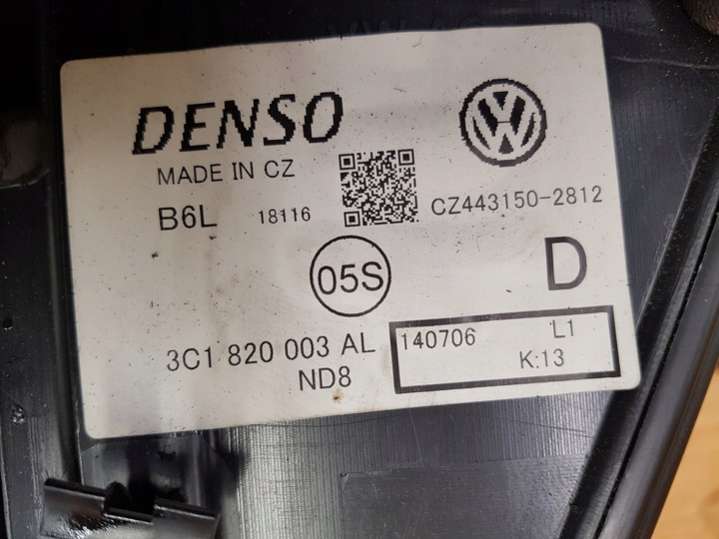 DENSO
MADE IN CZ
B6L 18116 CZ443150-2812
05S D
3C1 820 003 AL
ND8
140706 L1
K:13